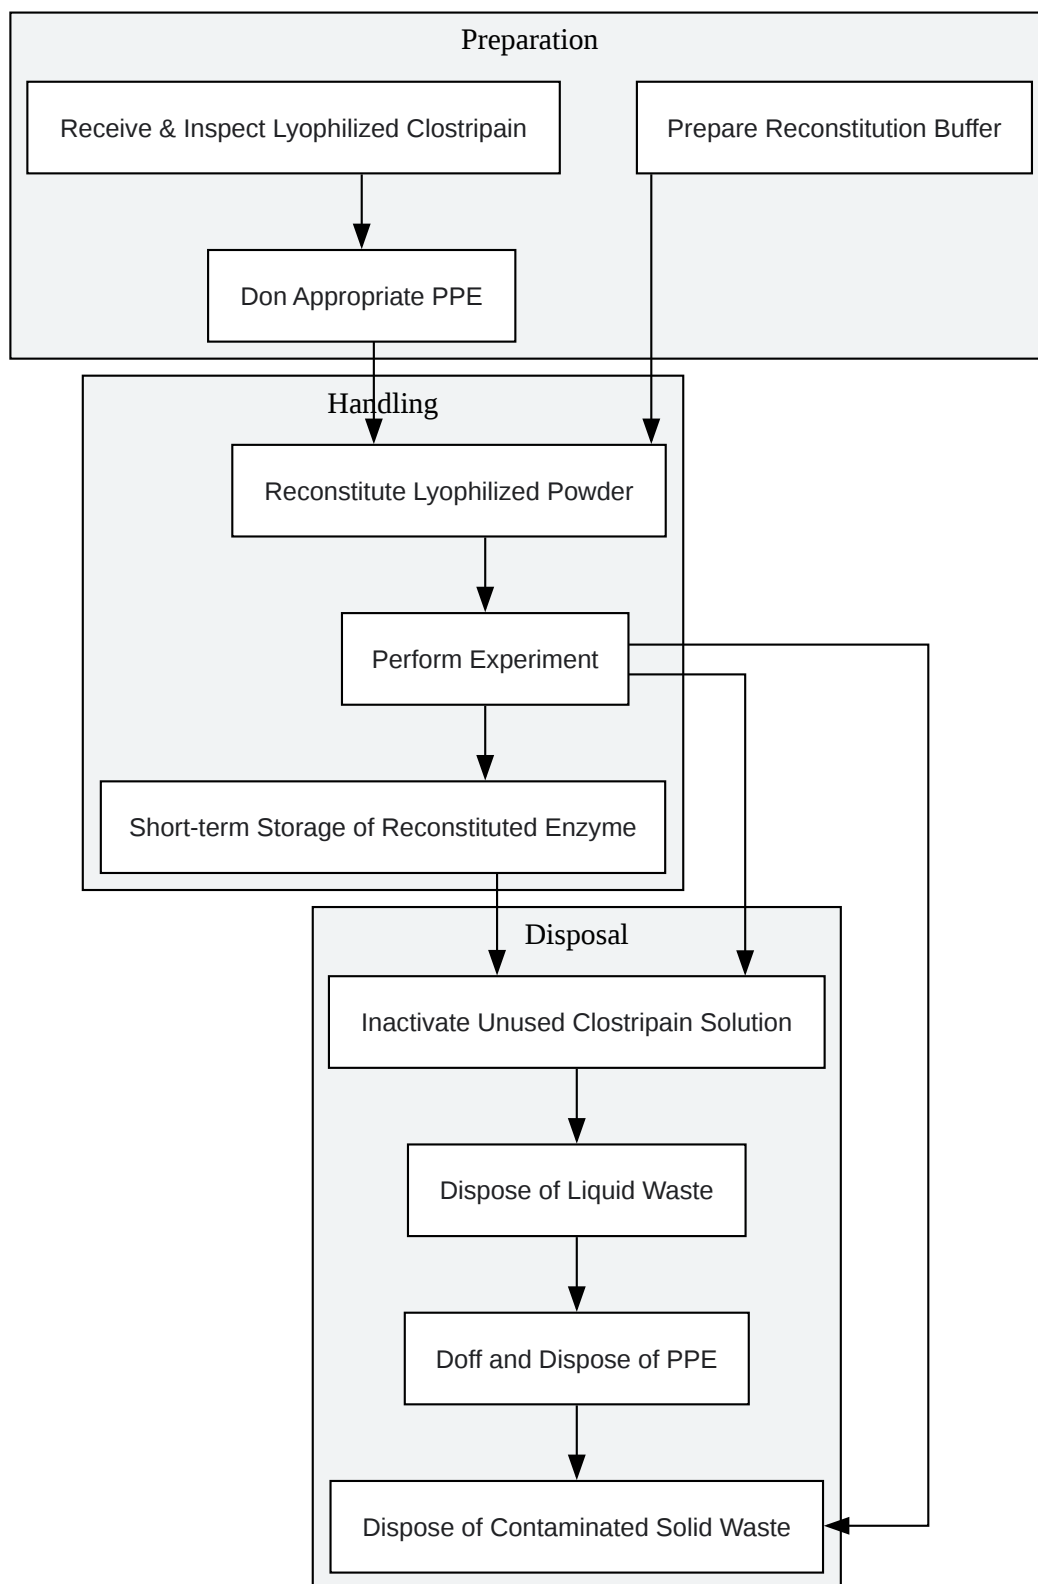 Preparation
Receive & Inspect Lyophilized Clostripain
Prepare Reconstitution Buffer
Don Appropriate PPE
Handling
Reconstitute Lyophilized Powder
Perform Experiment
Short-term Storage of Reconstituted Enzyme
Disposal
Inactivate Unused Clostripain Solution
Dispose of Liquid Waste
Doff and Dispose of PPE
Dispose of Contaminated Solid Waste